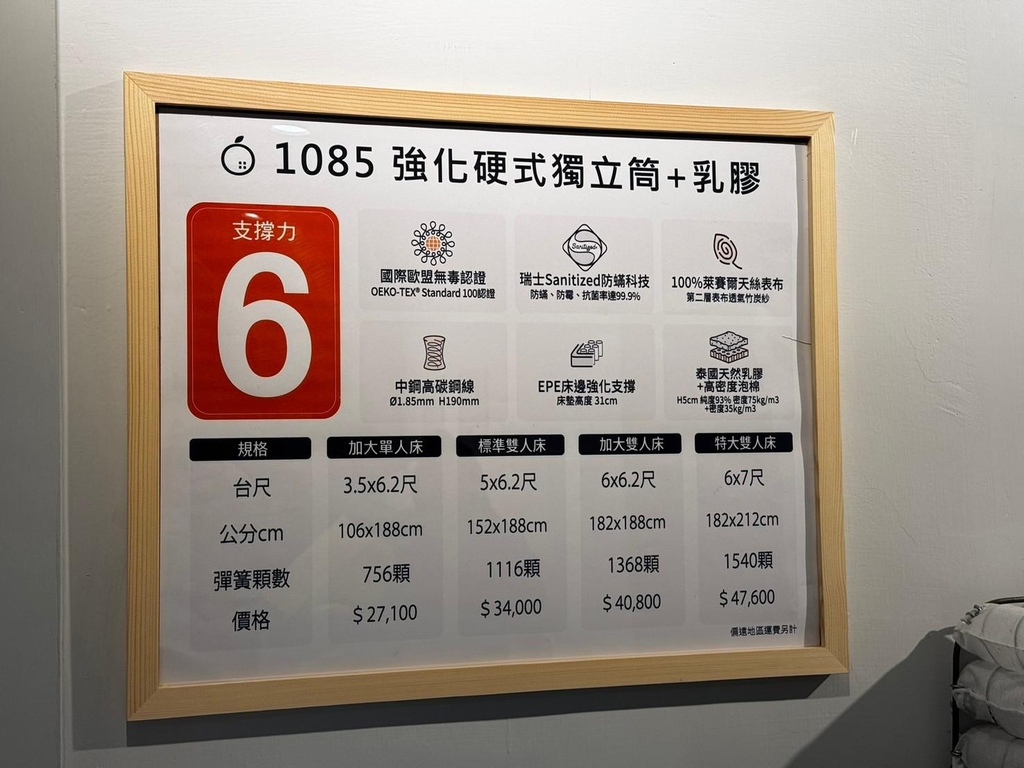 1085 強化硬式獨立筒+乳膠
支撐力
6
國際歐盟無毒認證
OEKO-TEX® Standard 100認證
Sanitized
瑞士Sanitized防蟎科技
防蟎、防霉、抗菌率達99.9%
100%萊賽爾天絲表布
第二層表布透氣竹炭紗
中鋼高碳鋼線
Ø1.85mm H190mm
EPE床邊強化支撐
床墊高度 31cm
泰國天然乳膠
+高密度泡棉
H5cm 純度93% 密度75kg/m3
+密度35kg/m3
規格 加大單人床 標準雙人床 加大雙人床 特大雙人床
台尺 3.5x6.2尺 5x6.2尺 6x6.2尺 6x7尺
公分cm 106x188cm 152x188cm 182x188cm 182x212cm
彈簧顆數 756顆 1116顆 1368顆 1540顆
價格 $27,100 $34,000 $40,800 $47,600
偏遠地區運費另計